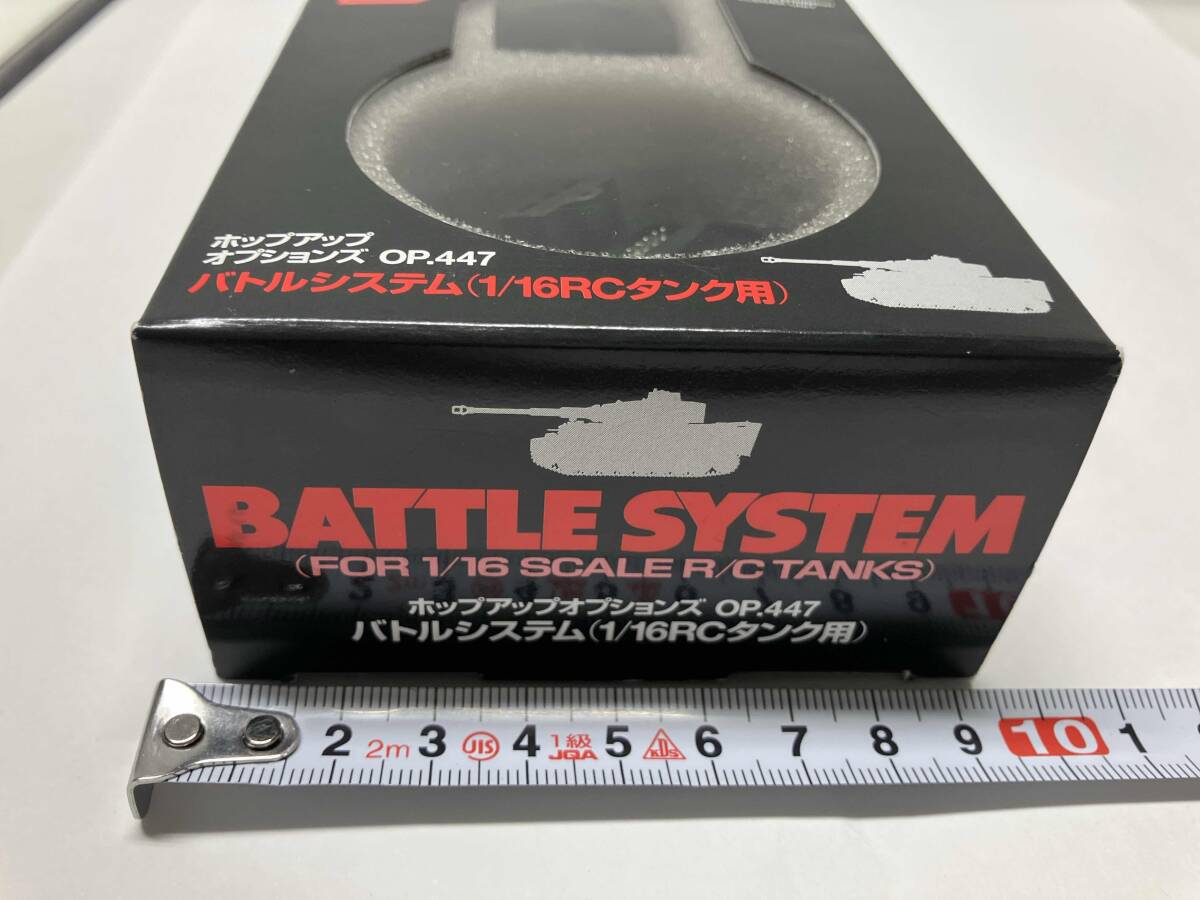 ホップアップ
オプションズ OP.447
バトルシステム(1/16RCタンク用)
BATTLE SYSTEM
(FOR 1/16 SCALE R/C TANKS)
ホップアップオプションズ OP.447
バトルシステム(1/16RCタンク用)
2 2m 3 JIS 4 1級 JQA 5 KDS 6 7 8 9 10 1